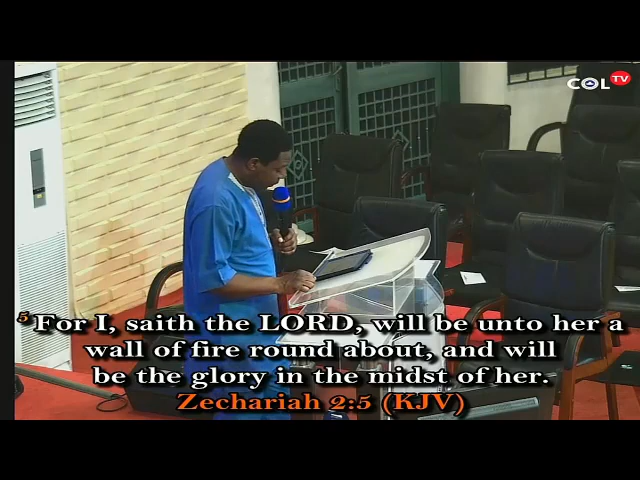 COL TV
5 For I, saith the LORD, will be unto her a
wall of fire round about, and will
be the glory in the midst of her.
Zechariah 2:5 (KJV)